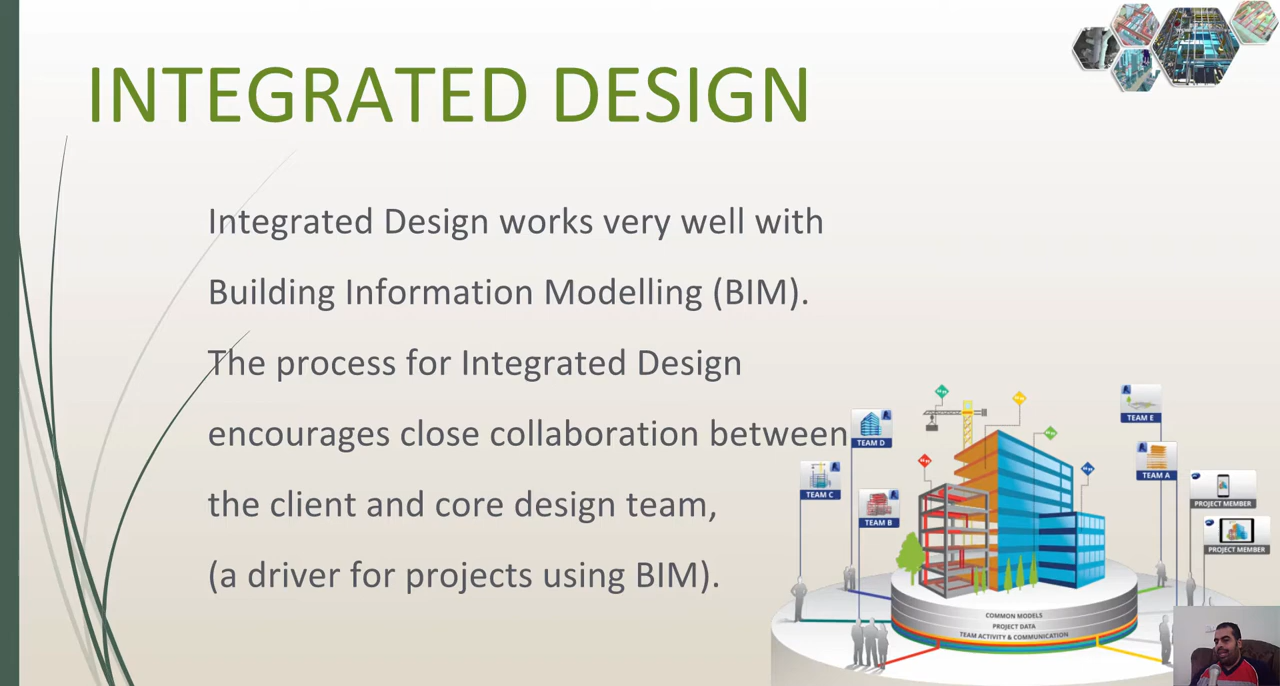 INTEGRATED DESIGN
Integrated Design works very well with
Building Information Modelling (BIM).
The process for Integrated Design
encourages close collaboration between
the client and core design team,
(a driver for projects using BIM).
TEAM E
TEAM D
TEAM A
TEAM C
TEAM B
PROJECT MEMBER
PROJECT MEMBER
COMMON MODELS
PROJECT DATA
TEAM ACTIVITY & COMMUNICATION